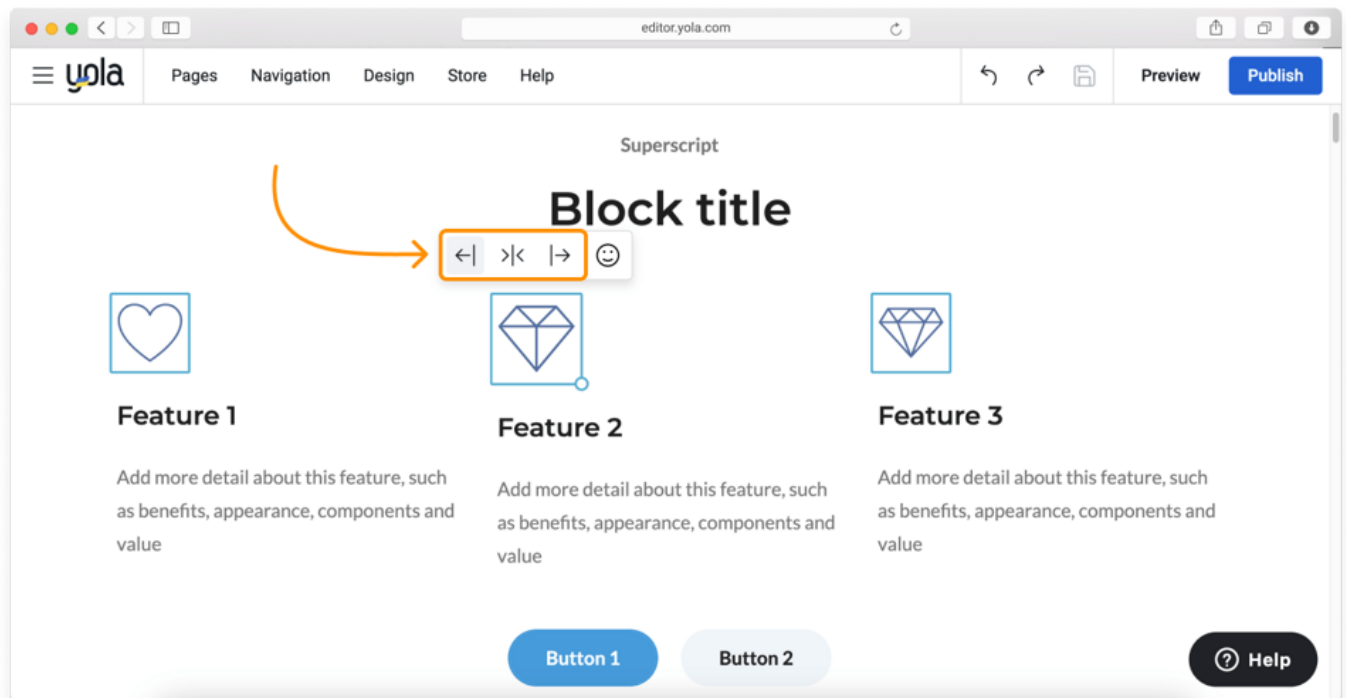 editor.yola.com
yola
Pages
Navigation
Design
Store
Help
Preview
Publish
Superscript
Block title
Feature 1
Add more detail about this feature, such
as benefits, appearance, components and
value
Feature 2
Add more detail about this feature, such
as benefits, appearance, components and
value
Feature 3
Add more detail about this feature, such
as benefits, appearance, components and
value
Button 1
Button 2
Help